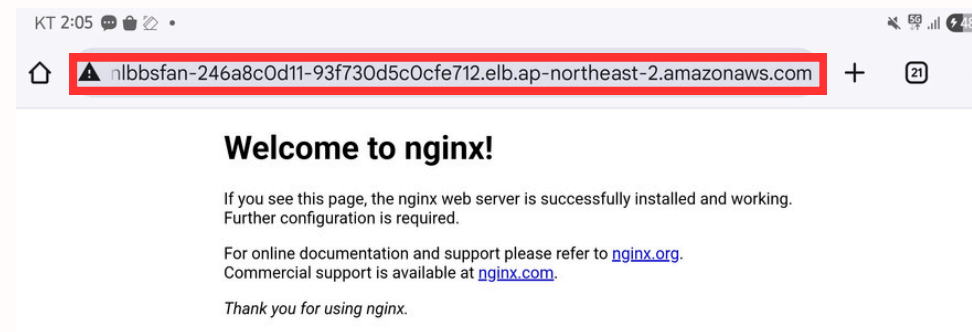 KT 2:05
nlbbsfan-246a8c0d11-93f730d5c0cfe712.elb.ap-northeast-2.amazonaws.com
21
Welcome to nginx!
If you see this page, the nginx web server is successfully installed and working.
Further configuration is required.
For online documentation and support please refer to nginx.org.
Commercial support is available at nginx.com.
Thank you for using nginx.